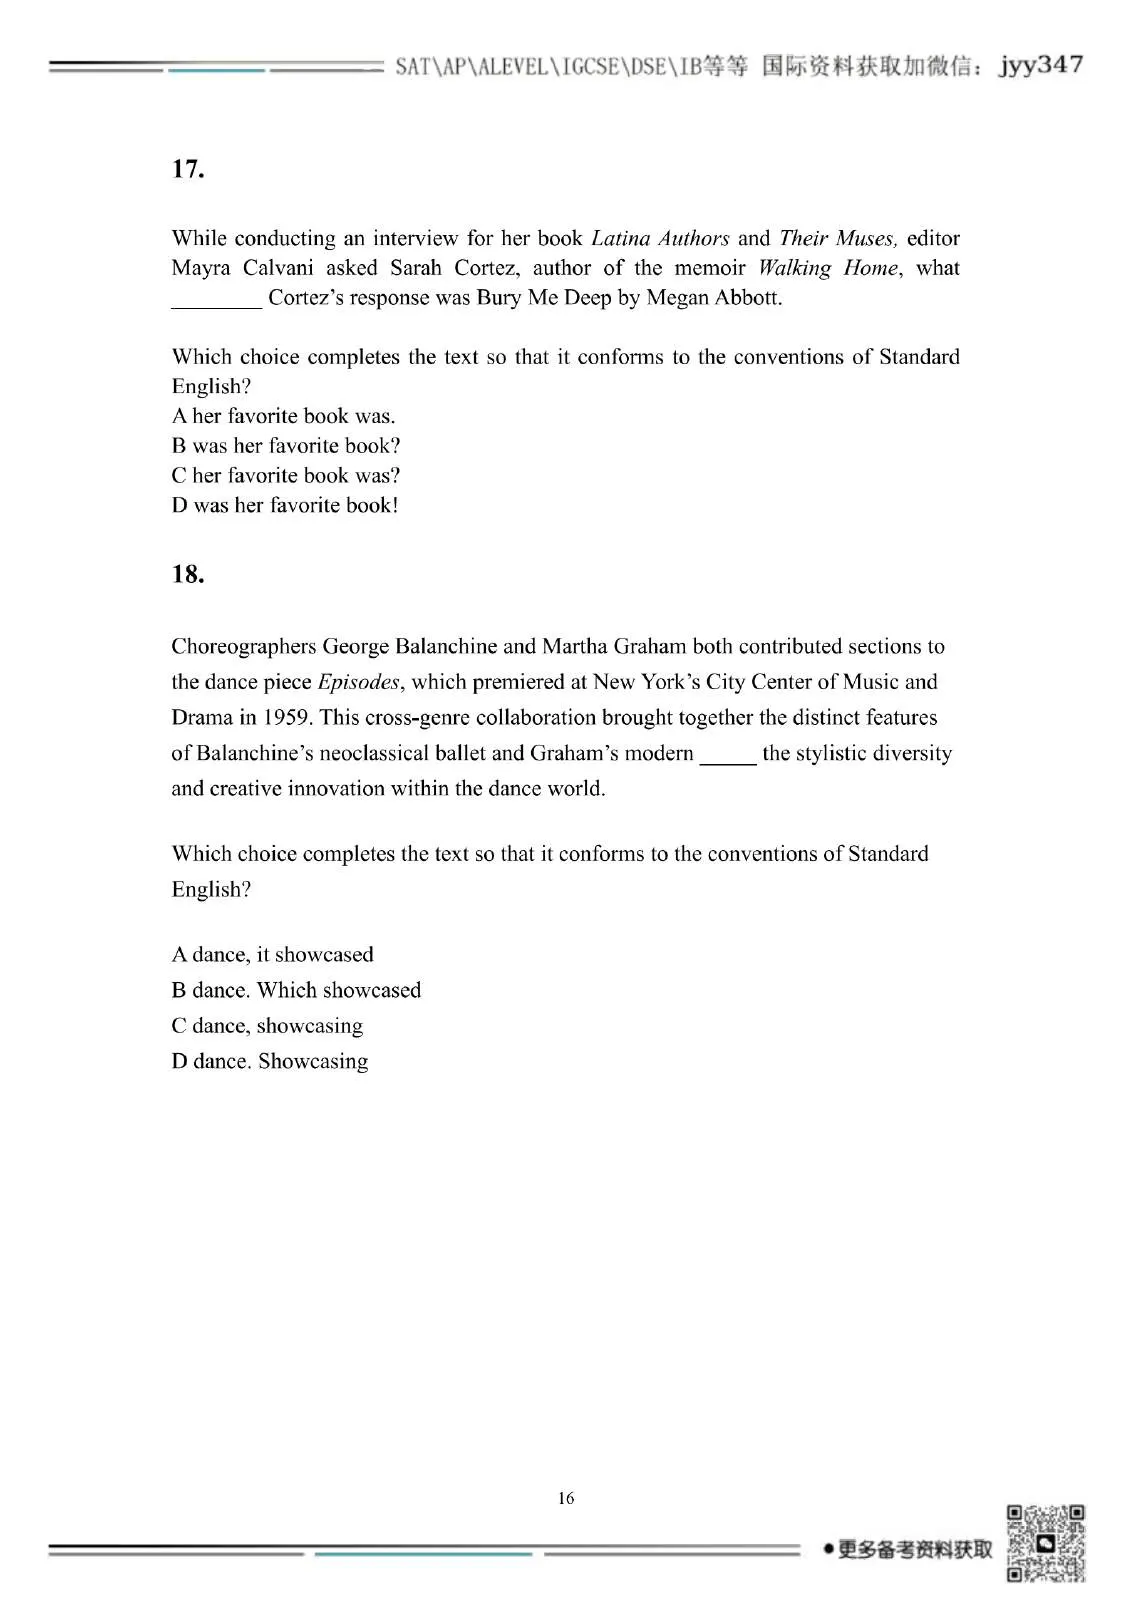 SAT\AP\ALEVEL\IGCSE\DSE\IB等等 国际资料获取加微信: jyy347
17.
While conducting an interview for her book Latina Authors and Their Muses, editor
Mayra Calvani asked Sarah Cortez, author of the memoir Walking Home, what
________ Cortez’s response was Bury Me Deep by Megan Abbott.
Which choice completes the text so that it conforms to the conventions of Standard
English?
A her favorite book was.
B was her favorite book?
C her favorite book was?
D was her favorite book!
18.
Choreographers George Balanchine and Martha Graham both contributed sections to
the dance piece Episodes, which premiered at New York’s City Center of Music and
Drama in 1959. This cross-genre collaboration brought together the distinct features
of Balanchine’s neoclassical ballet and Graham’s modern _____ the stylistic diversity
and creative innovation within the dance world.
Which choice completes the text so that it conforms to the conventions of Standard
English?
A dance, it showcased
B dance. Which showcased
C dance, showcasing
D dance. Showcasing
16
●更多备考资料获取